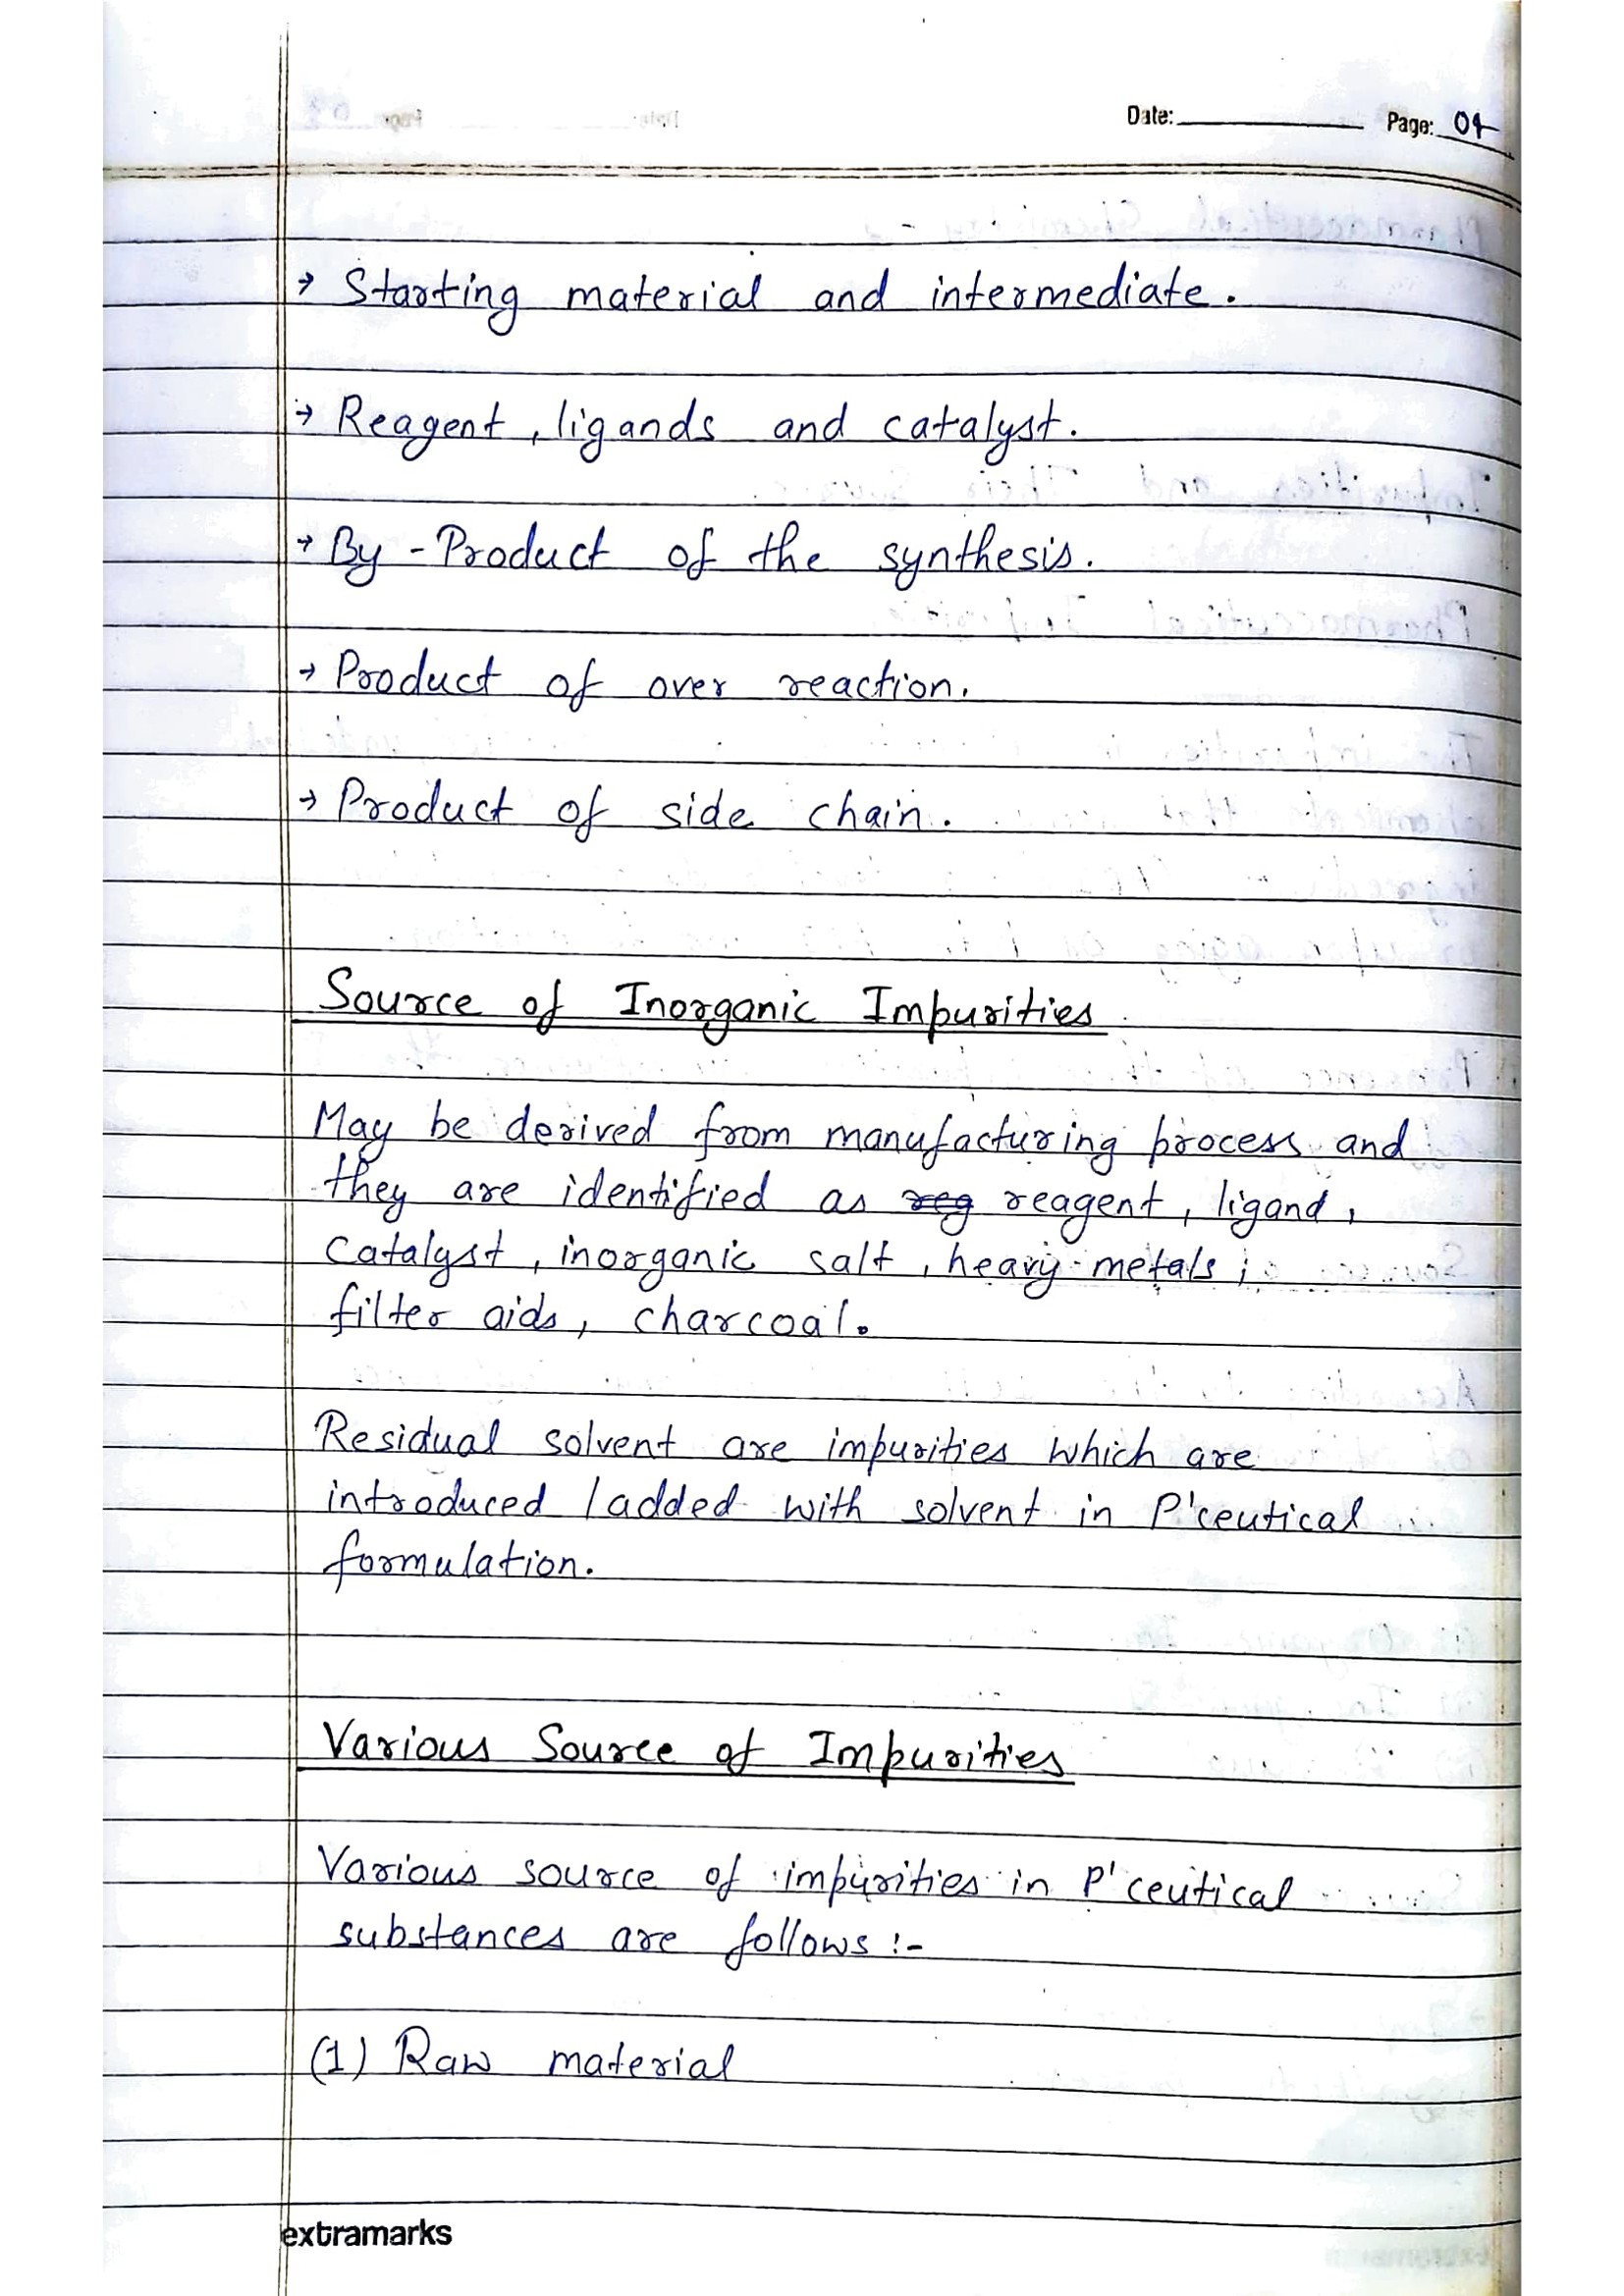 Date: Page: 04
→ Starting material and intermediate.
→ Reagent, ligands and catalyst.
→ By-Product of the synthesis.
→ Product of over reaction.
→ Product of side chain.
Source of Inorganic Impurities
May be derived from manufacturing process and
they are identified as reg reagent, ligand,
catalyst, inorganic salt, heavy metals,
filter aids, charcoal.
Residual solvent are impurities which are
introduced / added with solvent in P'ceutical
formulation.
Various Source of Impurities
Various source of impurities in P'ceutical
substances are follows :-
(1) Raw material
extramarks